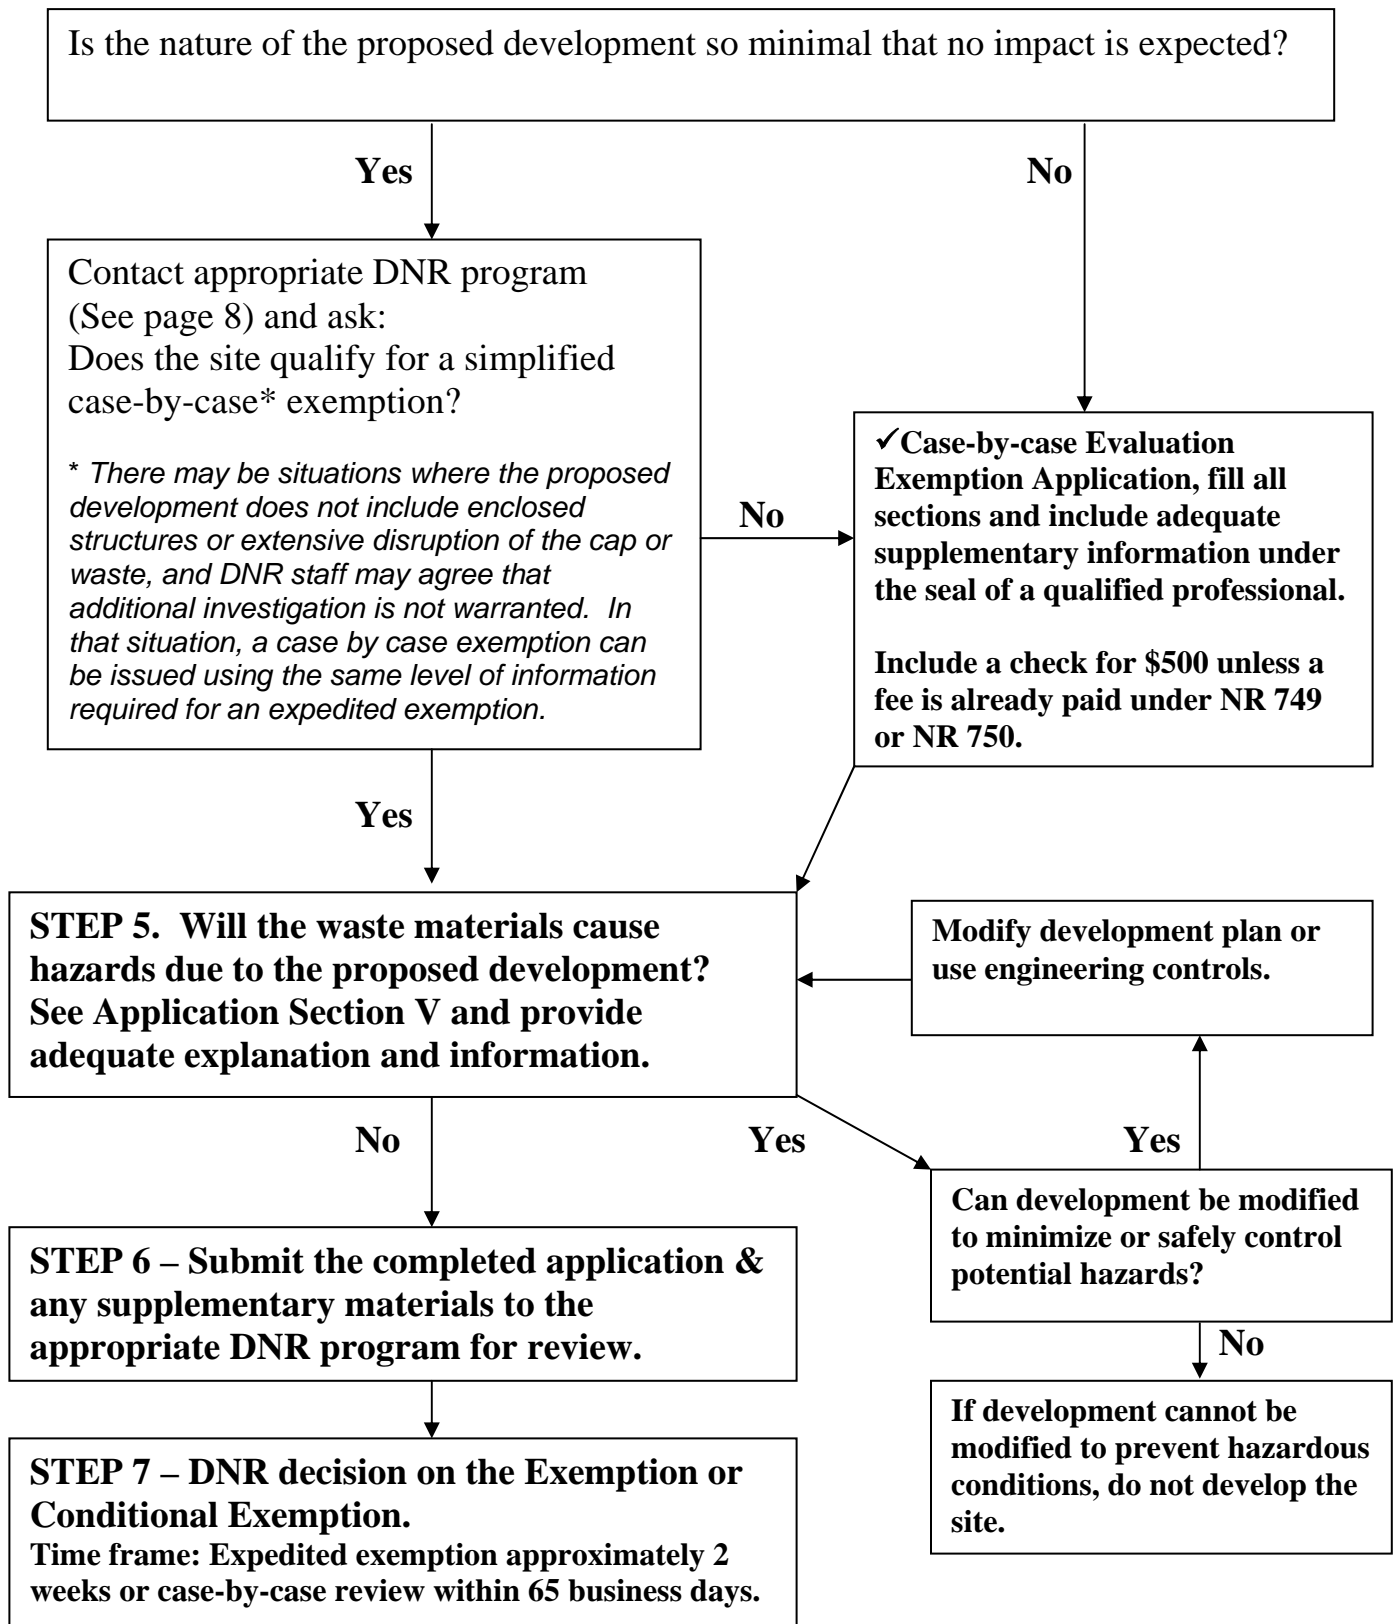 Is the nature of the proposed development so minimal that no impact is expected?
Yes
No
Contact appropriate DNR program
(See page 8) and ask:
Does the site qualify for a simplified
case-by-case* exemption?
* There may be situations where the proposed
development does not include enclosed
structures or extensive disruption of the cap or
waste, and DNR staff may agree that
additional investigation is not warranted.  In
that situation, a case by case exemption can
be issued using the same level of information
required for an expedited exemption.
No
✓Case-by-case Evaluation
Exemption Application, fill all
sections and include adequate
supplementary information under
the seal of a qualified professional.
Include a check for $500 unless a
fee is already paid under NR 749
or NR 750.
Yes
STEP 5.  Will the waste materials cause
hazards due to the proposed development?
See Application Section V and provide
adequate explanation and information.
Modify development plan or
use engineering controls.
No
Yes
Yes
Can development be modified
to minimize or safely control
potential hazards?
STEP 6 – Submit the completed application &
any supplementary materials to the
appropriate DNR program for review.
No
If development cannot be
modified to prevent hazardous
conditions, do not develop the
site.
STEP 7 – DNR decision on the Exemption or
Conditional Exemption.
Time frame: Expedited exemption approximately 2
weeks or case-by-case review within 65 business days.